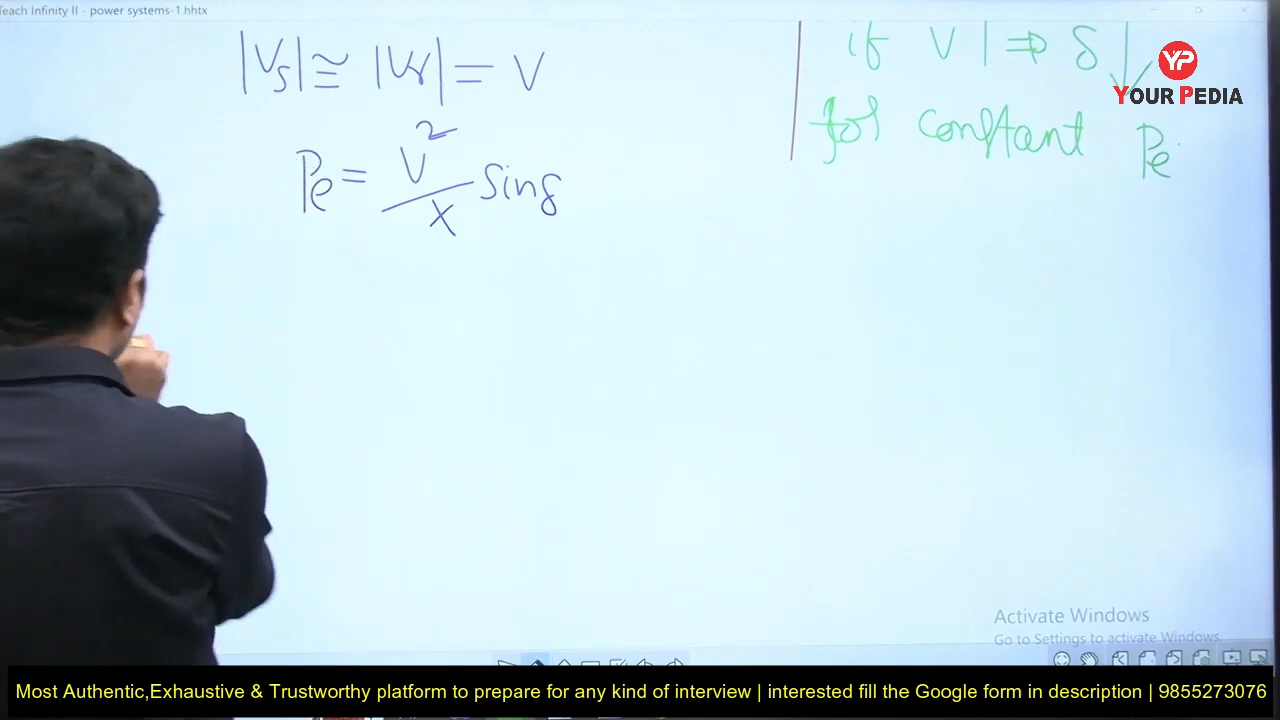 Teach Infinity II - power systems-1.hhtx
|Vs| ≅ |Vr| = V
Pe = V²/X Sinδ
if V | ⇒ δ ↓
for constant Pe
YP
YOUR PEDIA
Activate Windows
Go to Settings to activate Windows.
Most Authentic,Exhaustive & Trustworthy platform to prepare for any kind of interview | interested fill the Google form in description | 9855273076